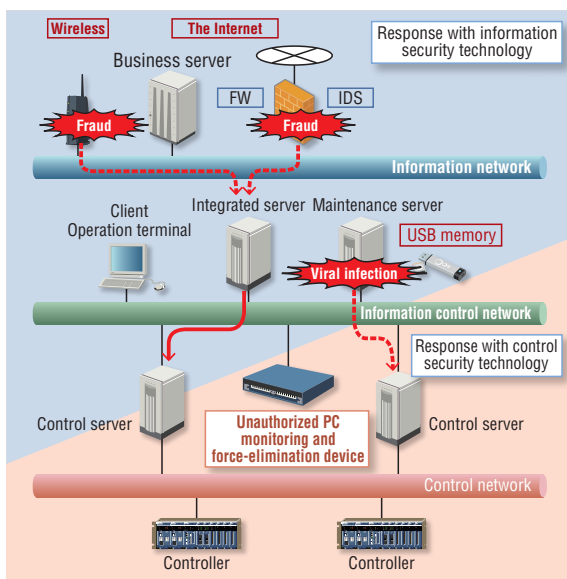 Wireless
The Internet
Response with information
security technology
Business server
FW
IDS
Fraud
Fraud
Information network
Client
Operation terminal
Integrated server
Maintenance server
USB memory
Viral infection
Information control network
Response with control
security technology
Control server
Unauthorized PC
monitoring and
force-elimination device
Control server
Control network
Controller
Controller